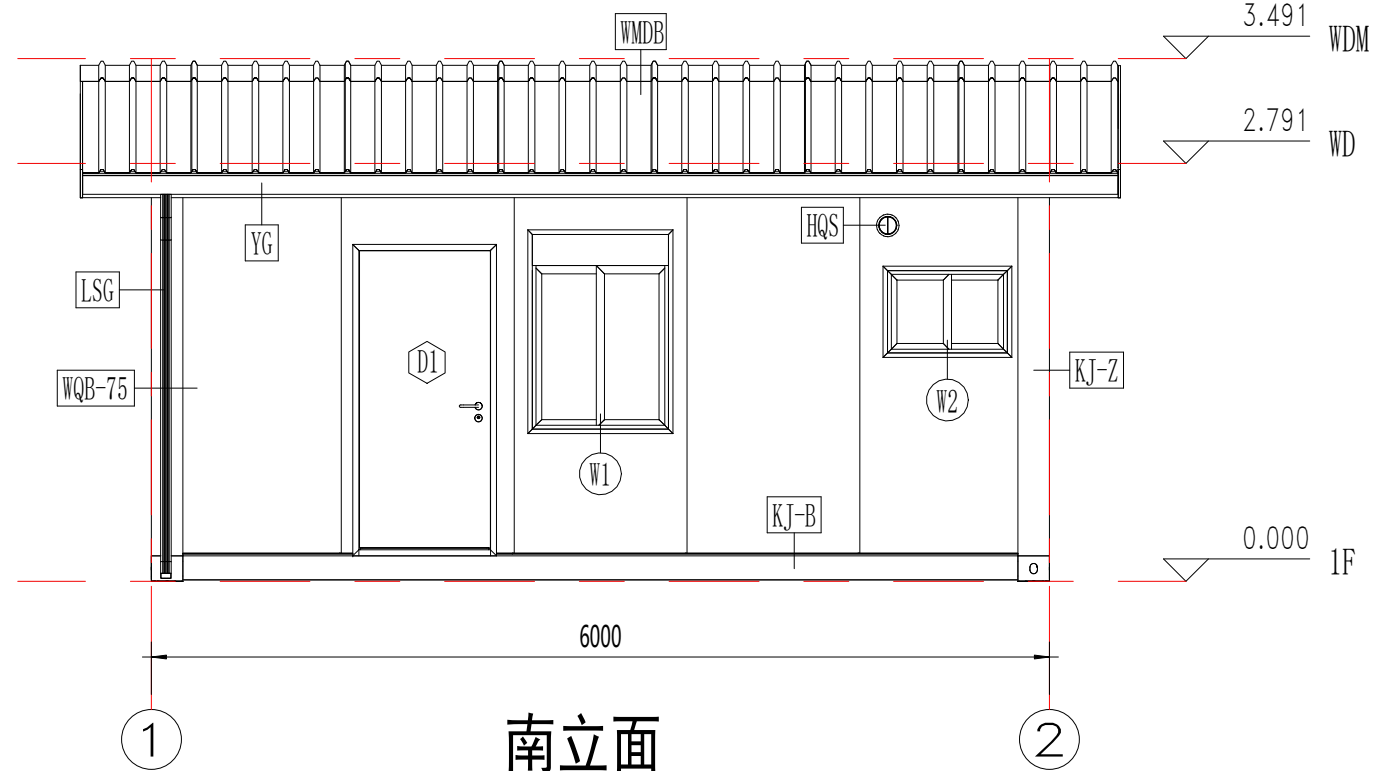 3.491
WDM
WMDB
2.791
WD
YG
HQS
LSG
D1
KJ-Z
WQB-75
W2
W1
KJ-B
0.000
1F
6000
1
2
南立面